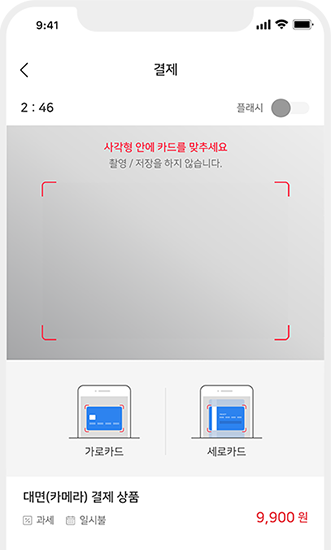 9:41
결제
2 : 46
플래시
사각형 안에 카드를 맞추세요
촬영 / 저장을 하지 않습니다.
가로카드
세로카드
대면(카메라) 결제 상품
과세
일시불
9,900 원